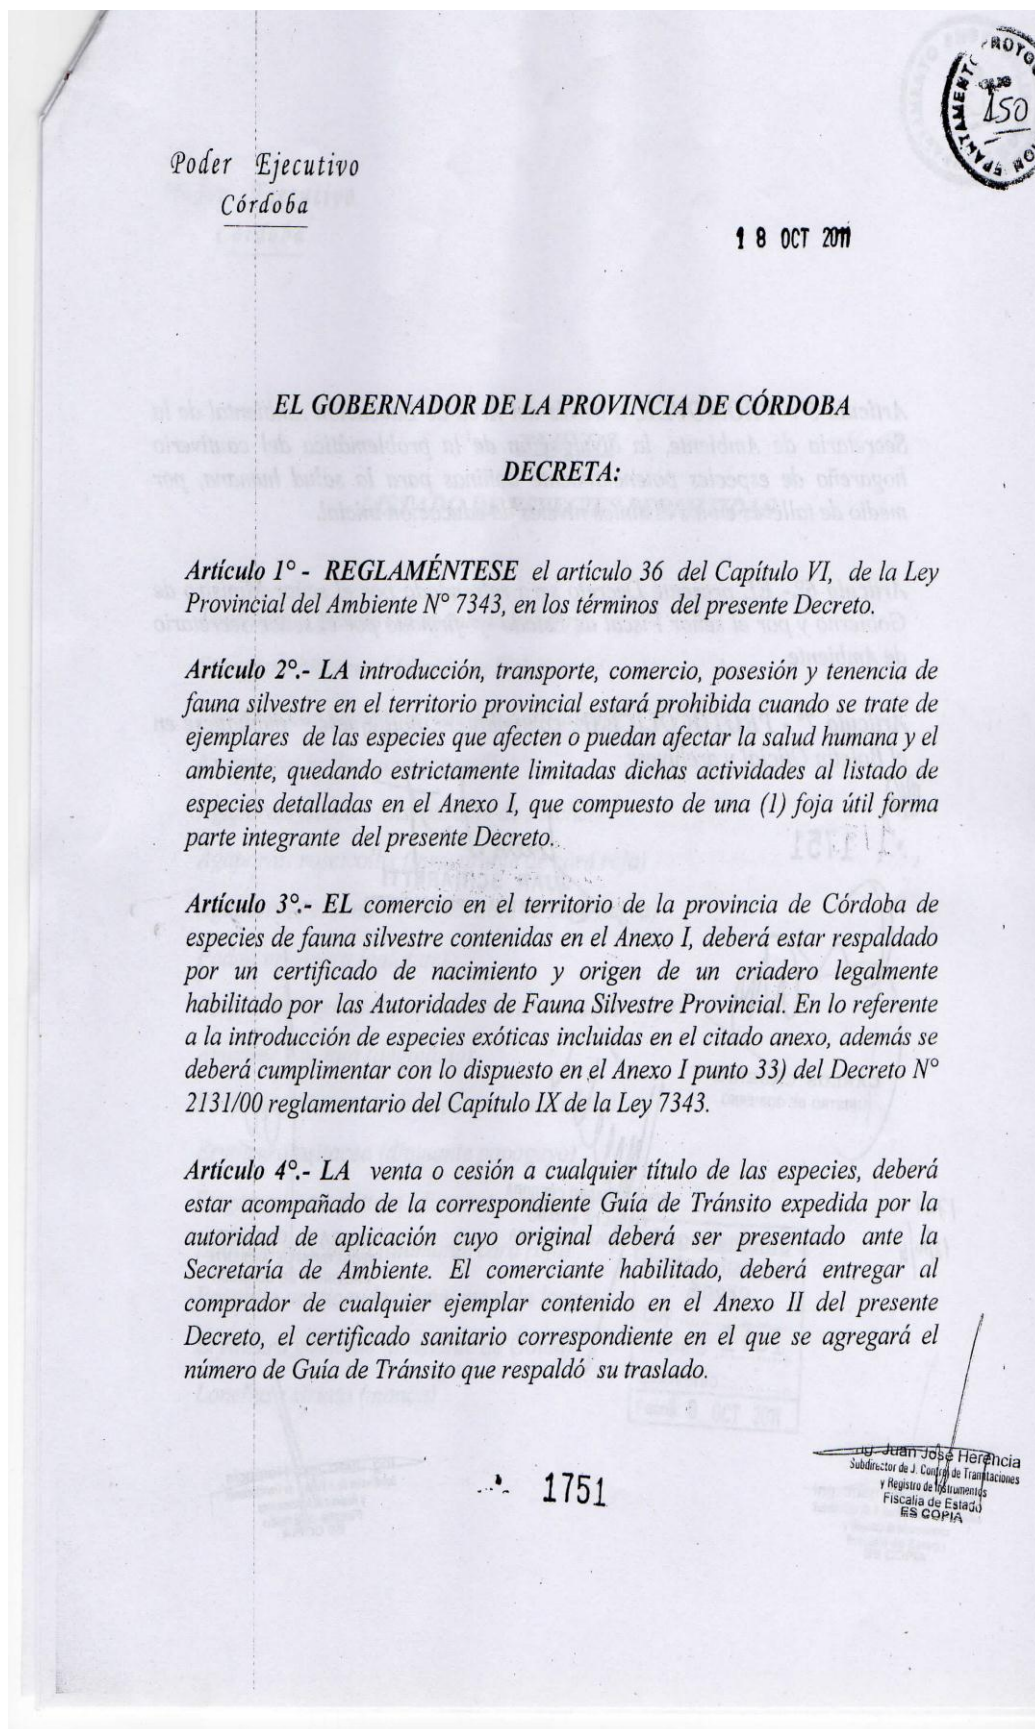 150
Poder Ejecutivo
Córdoba
18 OCT 2011
EL GOBERNADOR DE LA PROVINCIA DE CÓRDOBA
DECRETA:
Artículo 1° - REGLAMÉNTESE el artículo 36 del Capítulo VI, de la Ley
Provincial del Ambiente N° 7343, en los términos del presente Decreto.
Artículo 2°.- LA introducción, transporte, comercio, posesión y tenencia de
fauna silvestre en el territorio provincial estará prohibida cuando se trate de
ejemplares de las especies que afecten o puedan afectar la salud humana y el
ambiente, quedando estrictamente limitadas dichas actividades al listado de
especies detalladas en el Anexo I, que compuesto de una (1) foja útil forma
parte integrante del presente Decreto.
Artículo 3°.- EL comercio en el territorio de la provincia de Córdoba de
especies de fauna silvestre contenidas en el Anexo I, deberá estar respaldado
por un certificado de nacimiento y origen de un criadero legalmente
habilitado por las Autoridades de Fauna Silvestre Provincial. En lo referente
a la introducción de especies exóticas incluidas en el citado anexo, además se
deberá cumplimentar con lo dispuesto en el Anexo I punto 33) del Decreto N°
2131/00 reglamentario del Capítulo IX de la Ley 7343.
Artículo 4°.- LA venta o cesión a cualquier título de las especies, deberá
estar acompañado de la correspondiente Guía de Tránsito expedida por la
autoridad de aplicación cuyo original deberá ser presentado ante la
Secretaría de Ambiente. El comerciante habilitado, deberá entregar al
comprador de cualquier ejemplar contenido en el Anexo II del presente
Decreto, el certificado sanitario correspondiente en el que se agregará el
número de Guía de Tránsito que respaldó su traslado.
1751
Juan José Herencia
Subdirector de J. Control de Tramitaciones
y Registro de Instrumentos
Fiscalía de Estado
ES COPIA